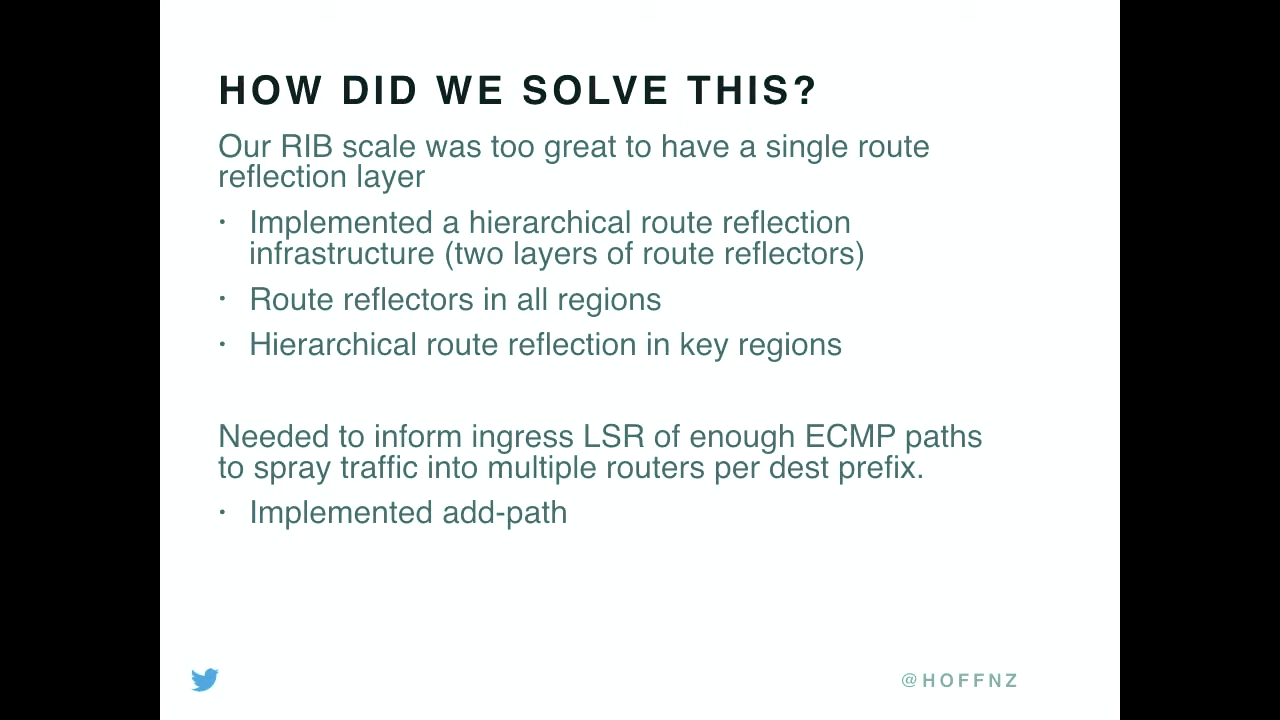 HOW DID WE SOLVE THIS?
Our RIB scale was too great to have a single route
reflection layer
· Implemented a hierarchical route reflection
infrastructure (two layers of route reflectors)
· Route reflectors in all regions
· Hierarchical route reflection in key regions
Needed to inform ingress LSR of enough ECMP paths
to spray traffic into multiple routers per dest prefix.
· Implemented add-path
@HOFFNZ